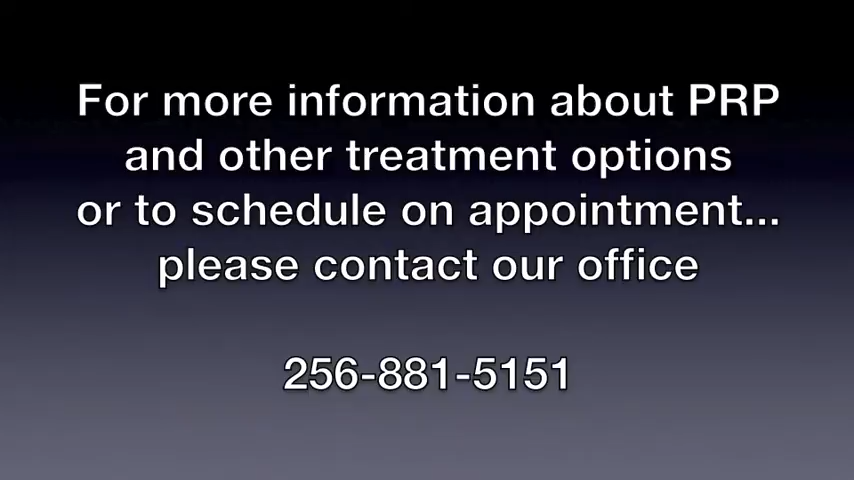 For more information about PRP
and other treatment options
or to schedule on appointment...
please contact our office
256-881-5151